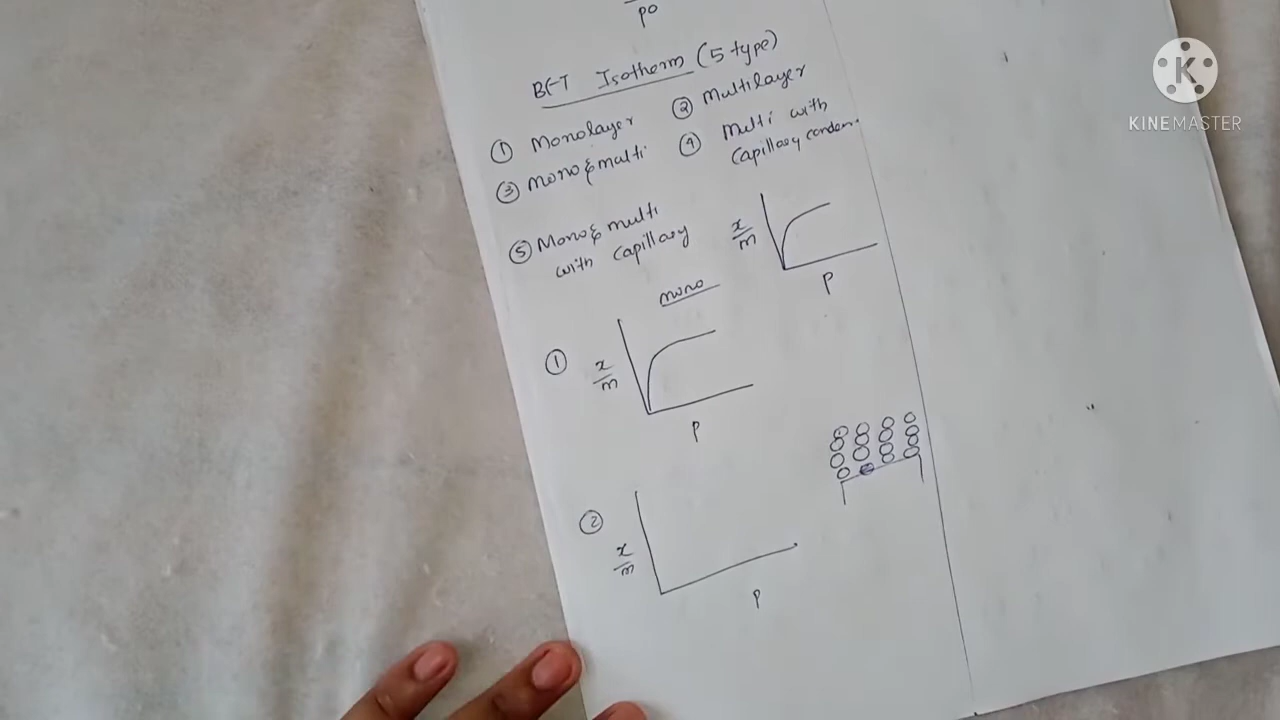 po
BET Isotherm (5 type)
① Monolayer
② Multilayer
③ Mono & multi
④ Multi with
Capillary conden.
⑤ Mono & multi
with Capillary
x/m
P
mono
①
x/m
P
②
x/m
P
K
KINEMASTER